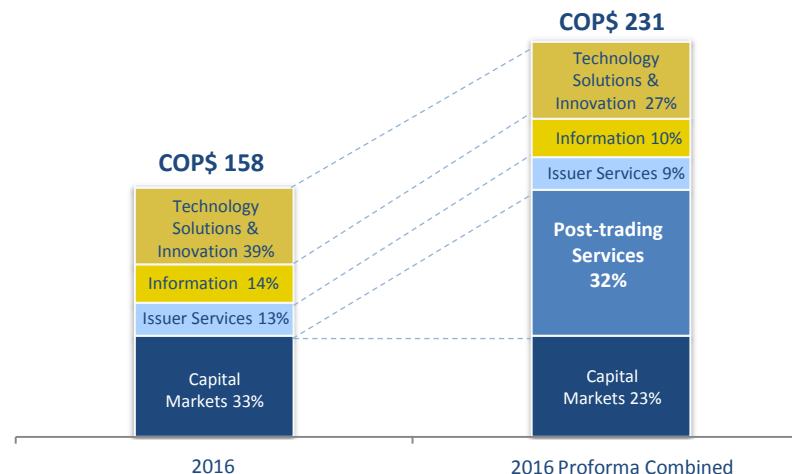 COP$ 158
Technology
Solutions &
Innovation 39%
Information 14%
Issuer Services 13%
Capital
Markets 33%
2016
COP$ 231
Technology
Solutions &
Innovation 27%
Information 10%
Issuer Services 9%
Post-trading
Services
32%
Capital
Markets 23%
2016 Proforma Combined